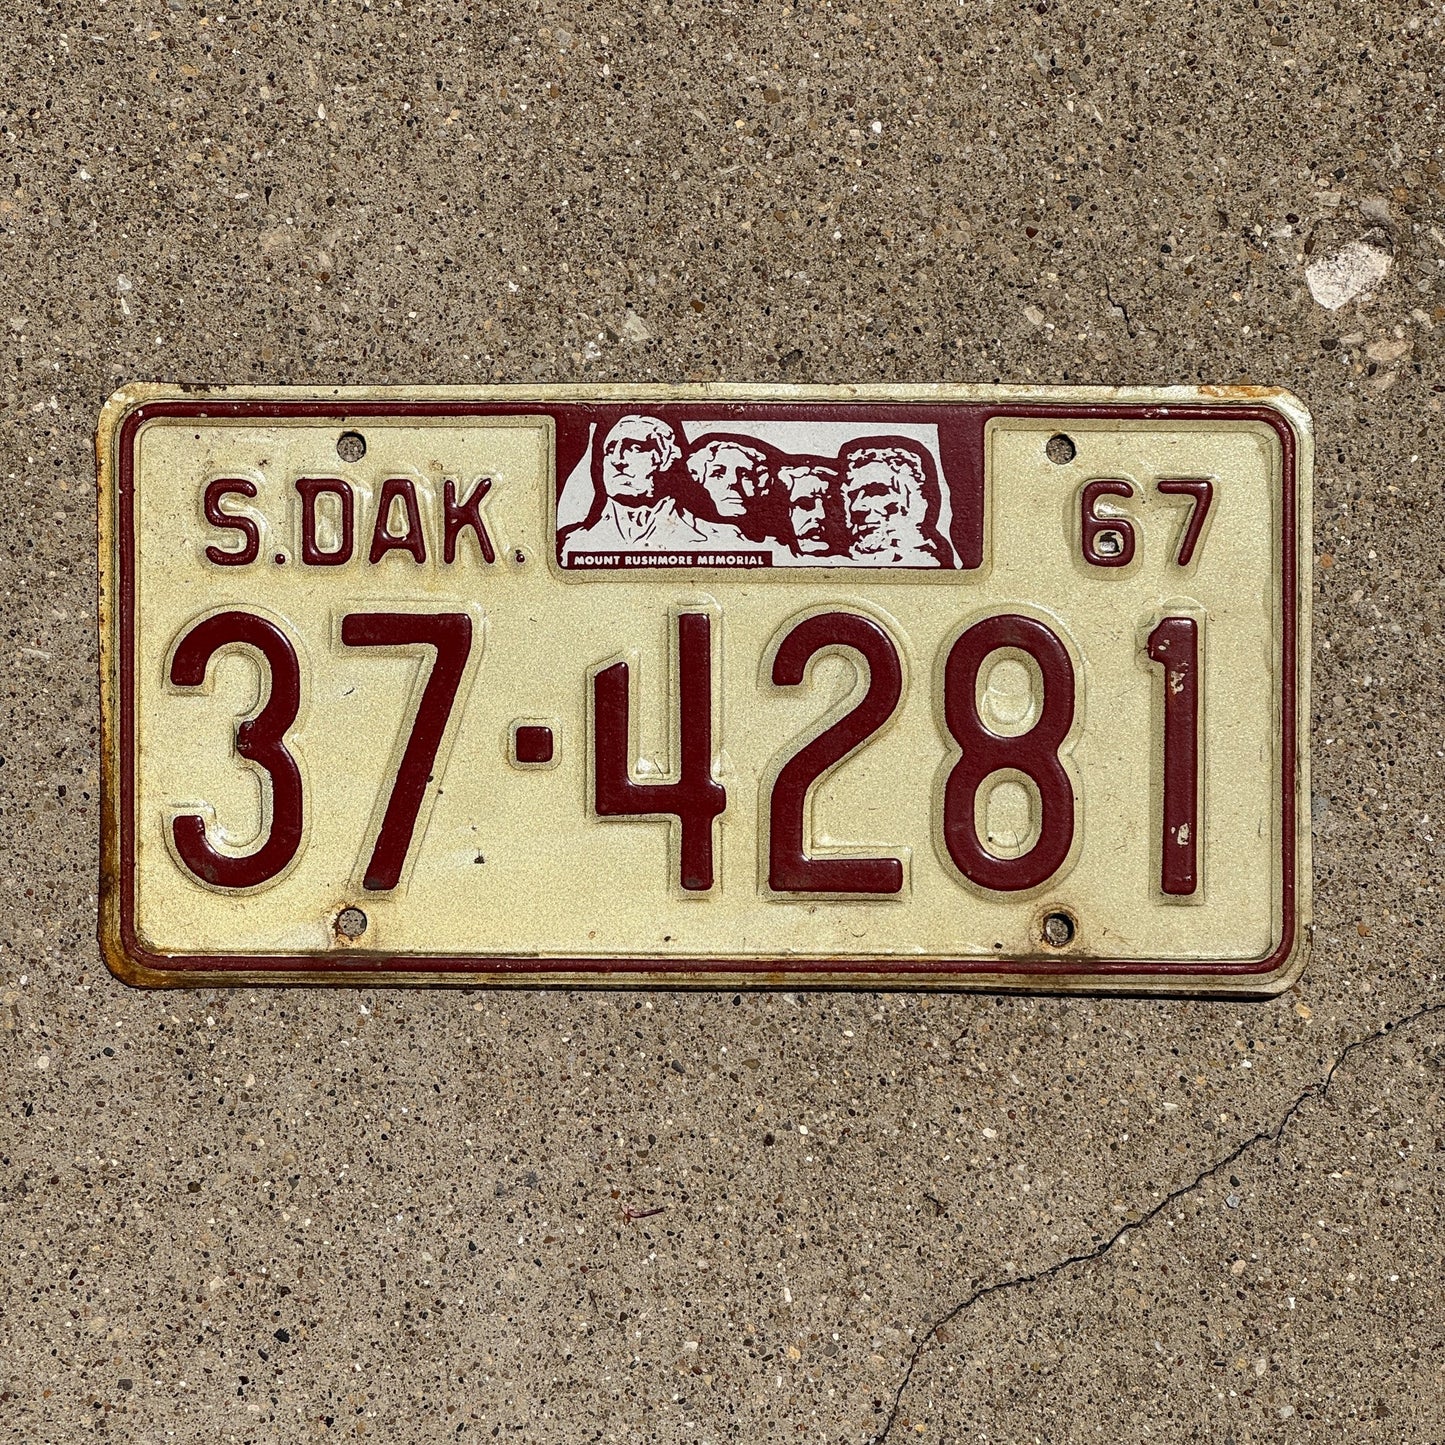 S.DAK. 67
MOUNT RUSHMORE MEMORIAL
37·4281